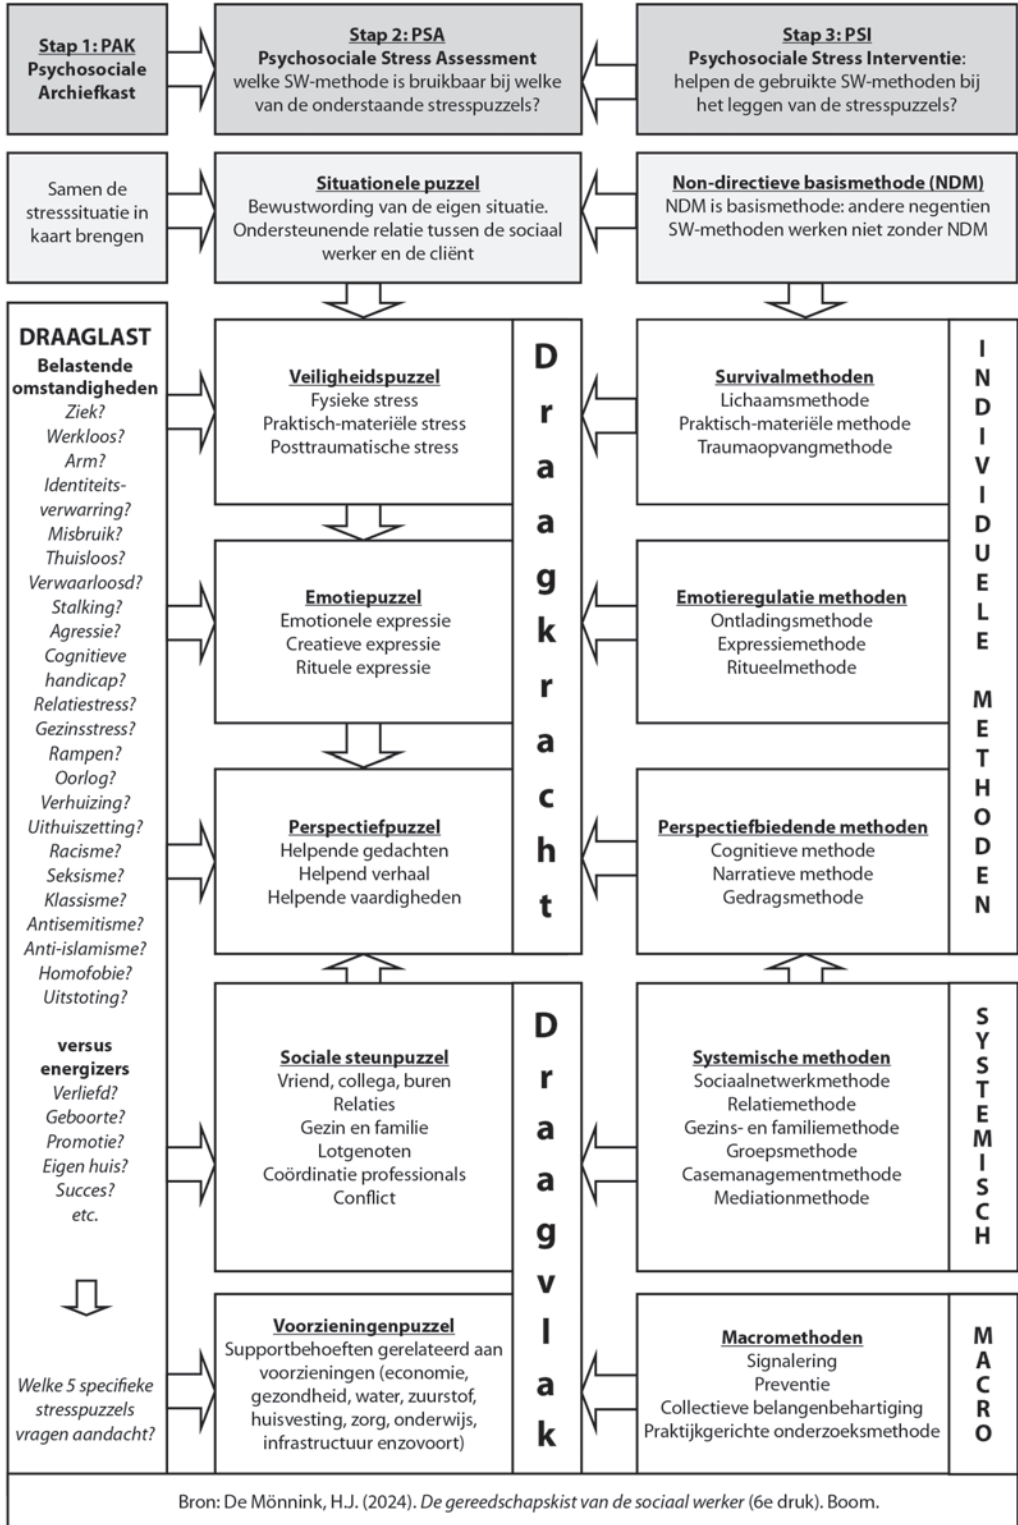 Stap 1: PAK
Psychosociale
Archiefkast
Stap 2: PSA
Psychosociale Stress Assessment
welke SW-methode is bruikbaar bij welke
van de onderstaande stresspuzzels?
Stap 3: PSI
Psychosociale Stress Interventie:
helpen de gebruikte SW-methoden bij
het leggen van de stresspuzzels?
Samen de
stresssituatie in
kaart brengen
Situationele puzzel
Bewustwording van de eigen situatie.
Ondersteunende relatie tussen de sociaal
werker en de cliënt
Non-directieve basismethode (NDM)
NDM is basismethode: andere negentien
SW-methoden werken niet zonder NDM
DRAAGLAST
Belastende
omstandigheden
Ziek?
Werkloos?
Arm?
Identiteits-
verwarring?
Misbruik?
Thuisloos?
Verwaarloosd?
Stalking?
Agressie?
Cognitieve
handicap?
Relatiestress?
Gezinsstress?
Rampen?
Oorlog?
Verhuizing?
Uithuiszetting?
Racisme?
Seksisme?
Klassisme?
Antisemitisme?
Anti-islamisme?
Homofobie?
Uitstoting?
versus
energizers
Verliefd?
Geboorte?
Promotie?
Eigen huis?
Succes?
etc.
Welke 5 specifieke
stresspuzzels
vragen aandacht?
Veiligheidspuzzel
Fysieke stress
Praktisch-materiële stress
Posttraumatische stress
Emotiepuzzel
Emotionele expressie
Creatieve expressie
Rituele expressie
Perspectiefpuzzel
Helpende gedachten
Helpend verhaal
Helpende vaardigheden
Draagkracht
Sociale steunpuzzel
Vriend, collega, buren
Relaties
Gezin en familie
Lotgenoten
Coördinatie professionals
Conflict
Voorzieningenpuzzel
Supportbehoeften gerelateerd aan
voorzieningen (economie,
gezondheid, water, zuurstof,
huisvesting, zorg, onderwijs,
infrastructuur enzovoort)
Draagvlak
Survivalmethoden
Lichaamsmethode
Praktisch-materiële methode
Traumaopvangmethode
Emotieregulatie methoden
Ontladingsmethode
Expressiemethode
Ritueelmethode
Perspectiefbiedende methoden
Cognitieve methode
Narratieve methode
Gedragsmethode
INDIVIDUELE METHODEN
Systemische methoden
Sociaalnetwerkmethode
Relatiemethode
Gezins- en familiemethode
Groepsmethode
Casemanagementmethode
Mediationmethode
SYSTEMISCH
Macromethoden
Signalering
Preventie
Collectieve belangenbehartiging
Praktijkgerichte onderzoeksmethode
MACRO
Bron: De Mönnink, H.J. (2024). De gereedschapskist van de sociaal werker (6e druk). Boom.